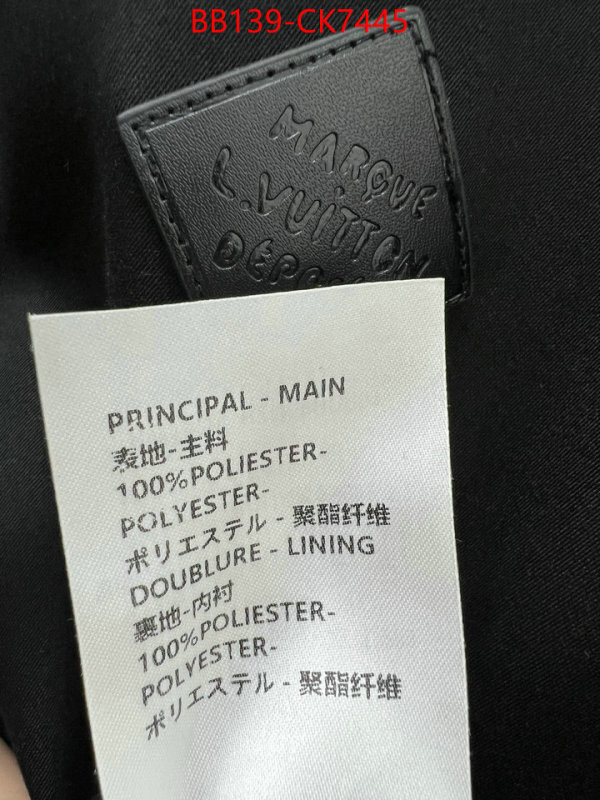 BB139-CK7445
MARQUE
L.VUITTON
PRINCIPAL - MAIN
表地-主料
100%POLIESTER-
POLYESTER-
ポリエステル - 聚酯纤维
DOUBLURE - LINING
裏地-内衬
100%POLIESTER-
POLYESTER-
ポリエステル - 聚酯纤维